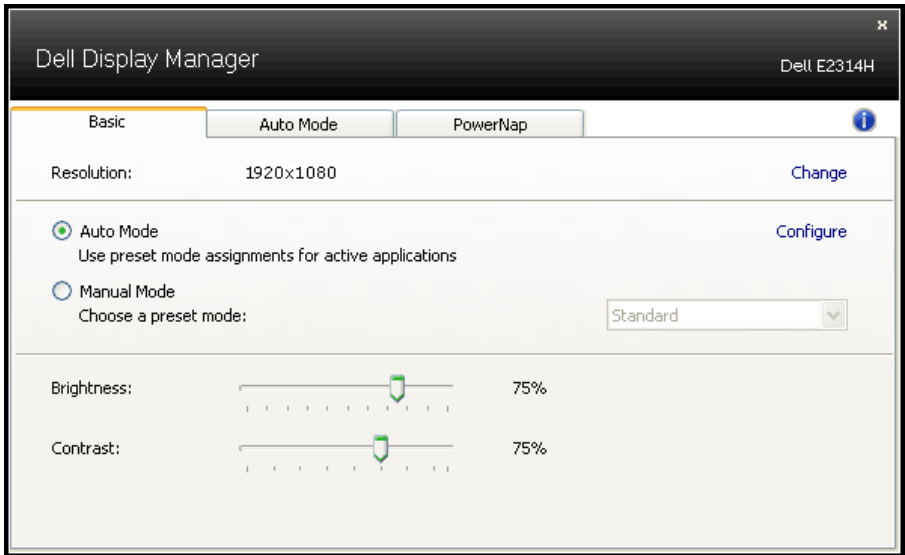 x
Dell Display Manager
Dell E2314H
Basic Auto Mode PowerNap
Resolution: 1920x1080 Change
Auto Mode Configure
Use preset mode assignments for active applications
Manual Mode
Choose a preset mode: Standard
Brightness: 75%
Contrast: 75%